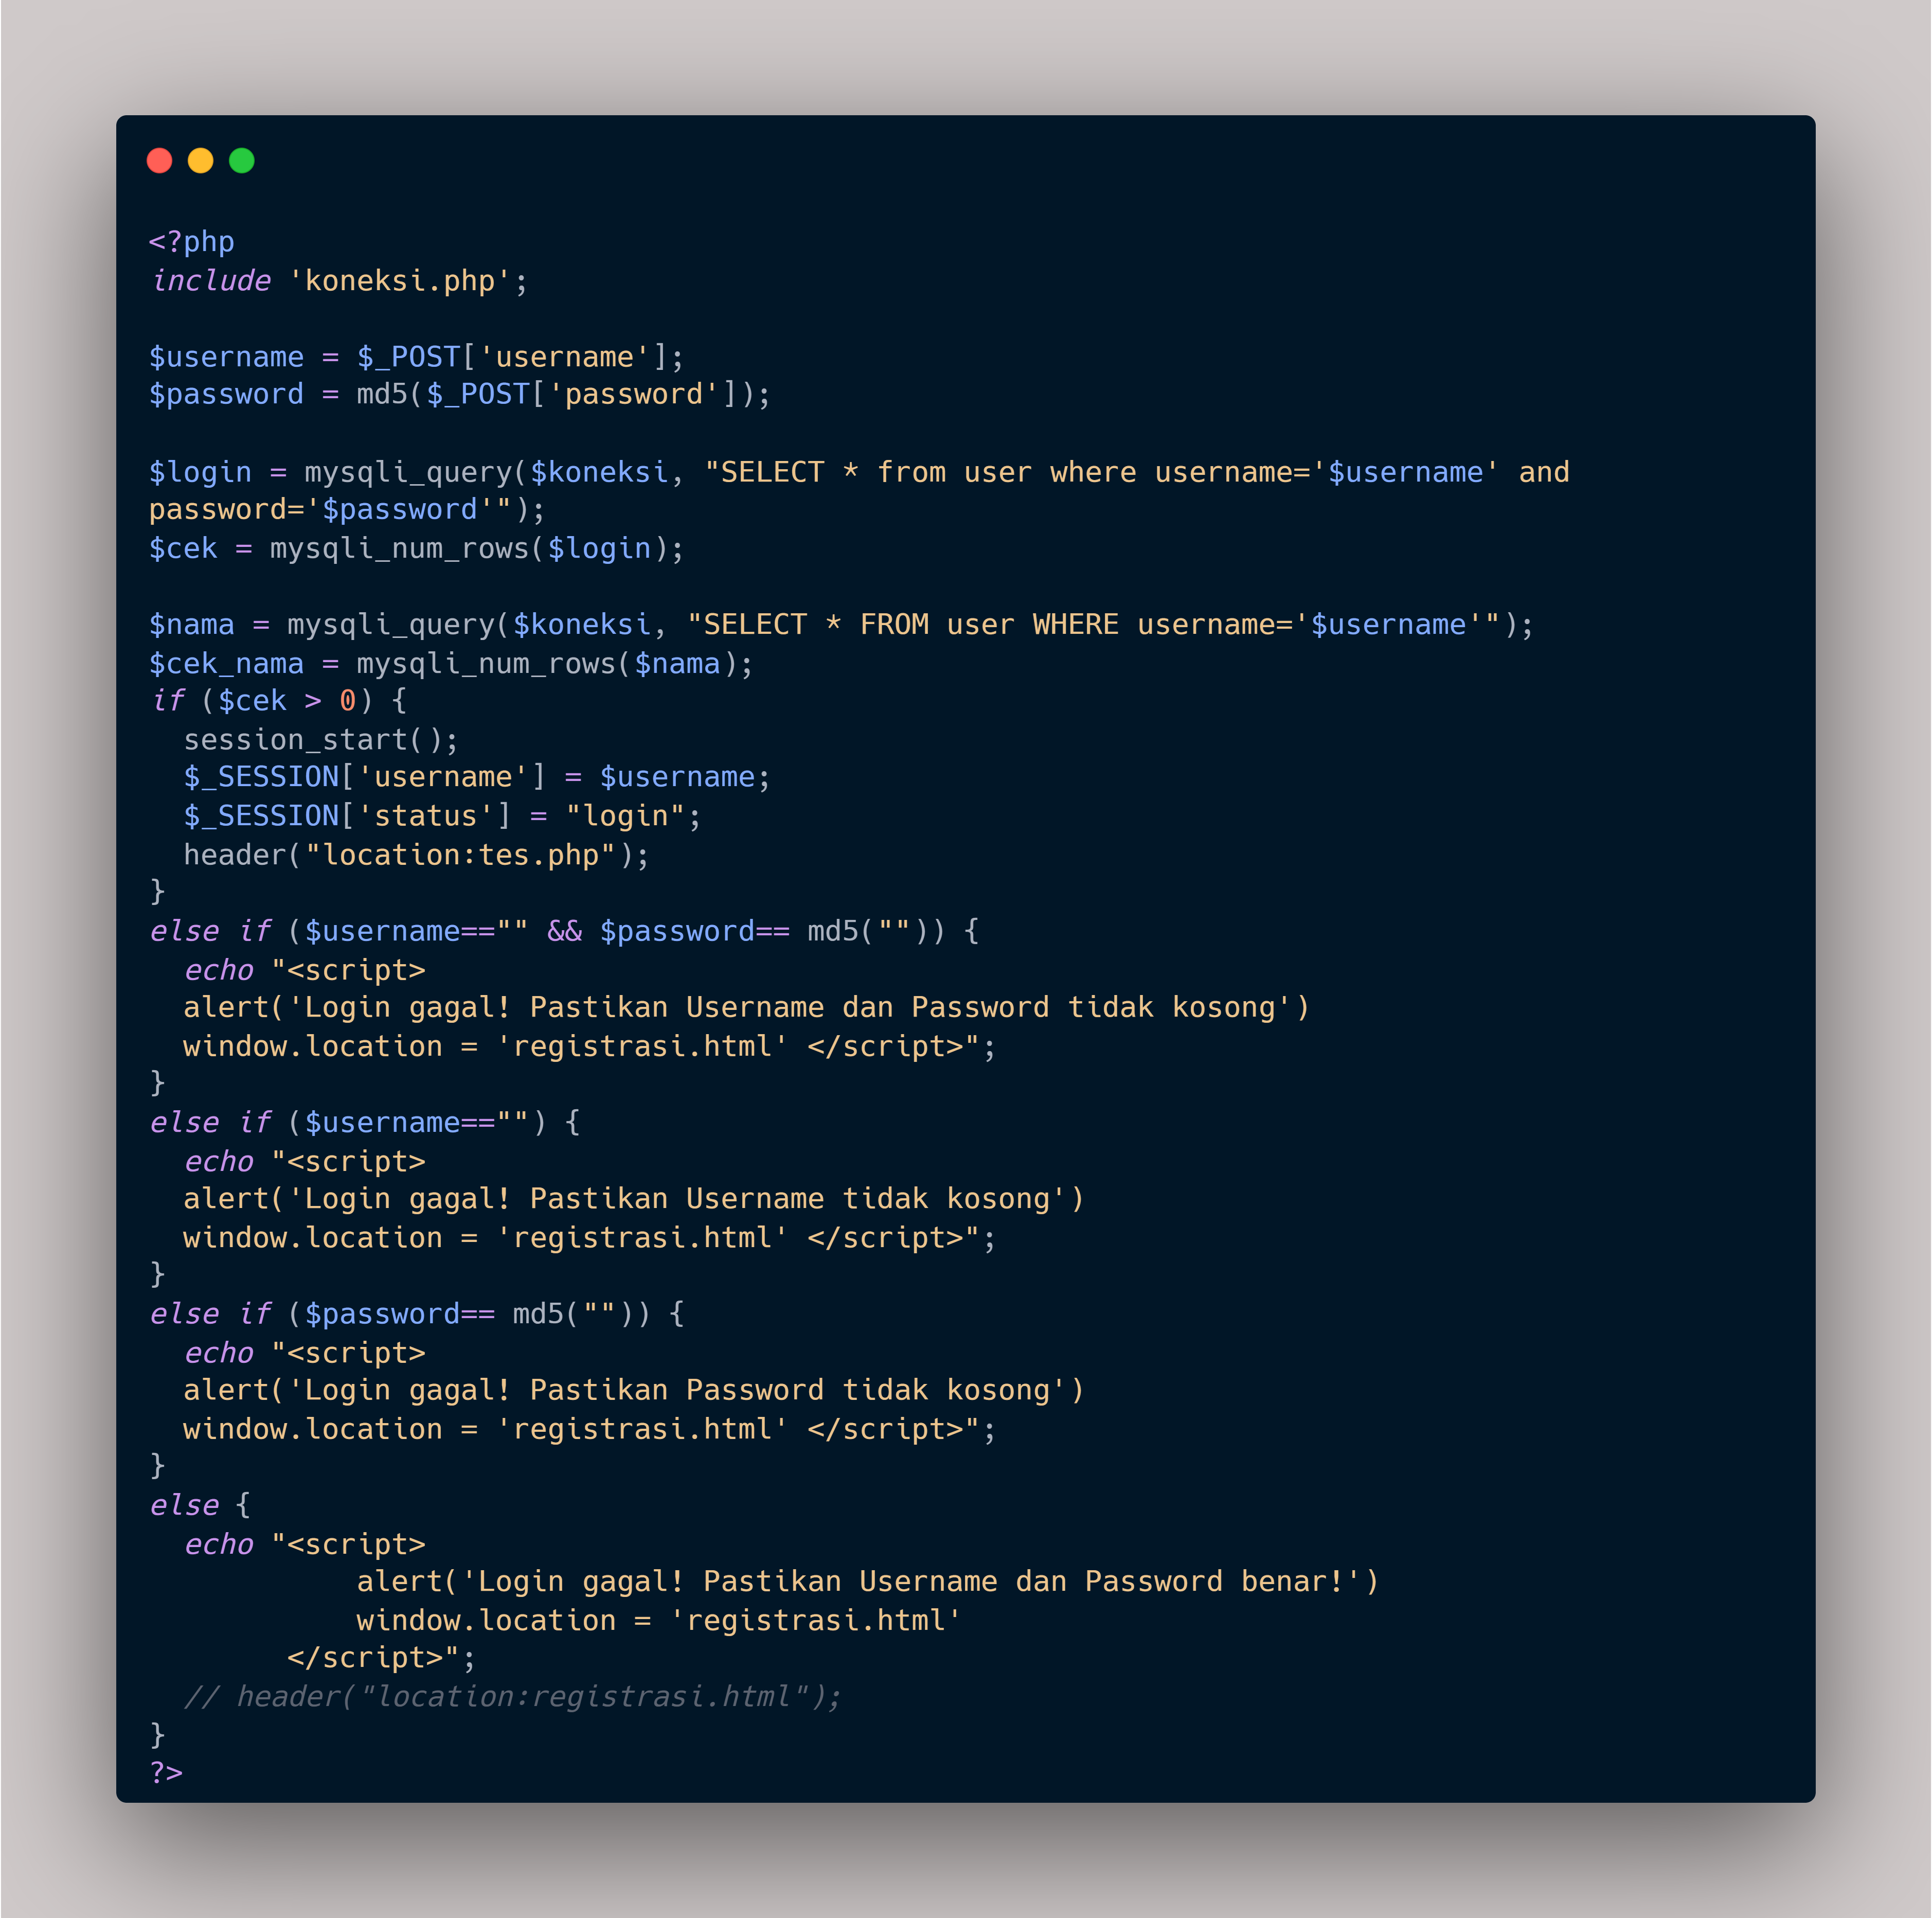 <?php
include 'koneksi.php';
$username = $_POST['username'];
$password = md5($_POST['password']);
$login = mysqli_query($koneksi, "SELECT * from user where username='$username' and
password='$password'");
$cek = mysqli_num_rows($login);
$nama = mysqli_query($koneksi, "SELECT * FROM user WHERE username='$username'");
$cek_nama = mysqli_num_rows($nama);
if ($cek > 0) {
  session_start();
  $_SESSION['username'] = $username;
  $_SESSION['status'] = "login";
  header("location:tes.php");
}
else if ($username=="" && $password== md5("")) {
  echo "<script>
  alert('Login gagal! Pastikan Username dan Password tidak kosong')
  window.location = 'registrasi.html' </script>";
}
else if ($username=="") {
  echo "<script>
  alert('Login gagal! Pastikan Username tidak kosong')
  window.location = 'registrasi.html' </script>";
}
else if ($password== md5("")) {
  echo "<script>
  alert('Login gagal! Pastikan Password tidak kosong')
  window.location = 'registrasi.html' </script>";
}
else {
  echo "<script>
            alert('Login gagal! Pastikan Username dan Password benar!')
            window.location = 'registrasi.html'
        </script>";
  // header("location:registrasi.html");
}
?>